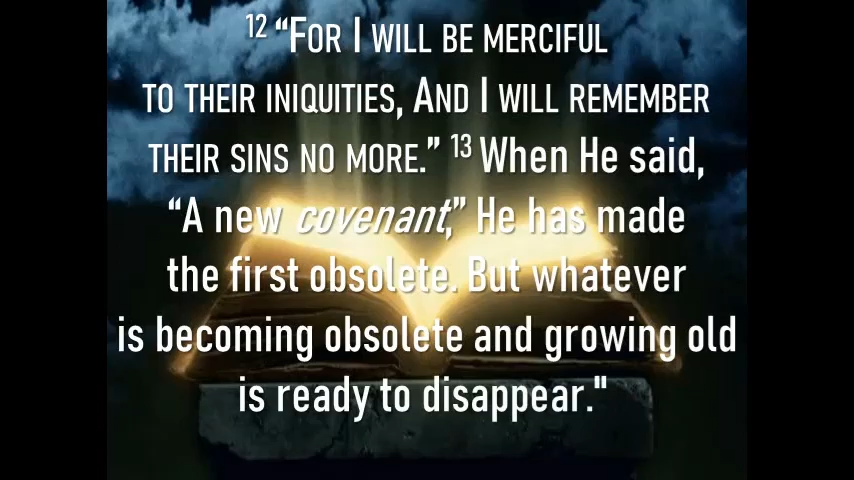 12 “FOR I WILL BE MERCIFUL
TO THEIR INIQUITIES, AND I WILL REMEMBER
THEIR SINS NO MORE.” 13 When He said,
“A new covenant,” He has made
the first obsolete. But whatever
is becoming obsolete and growing old
is ready to disappear."